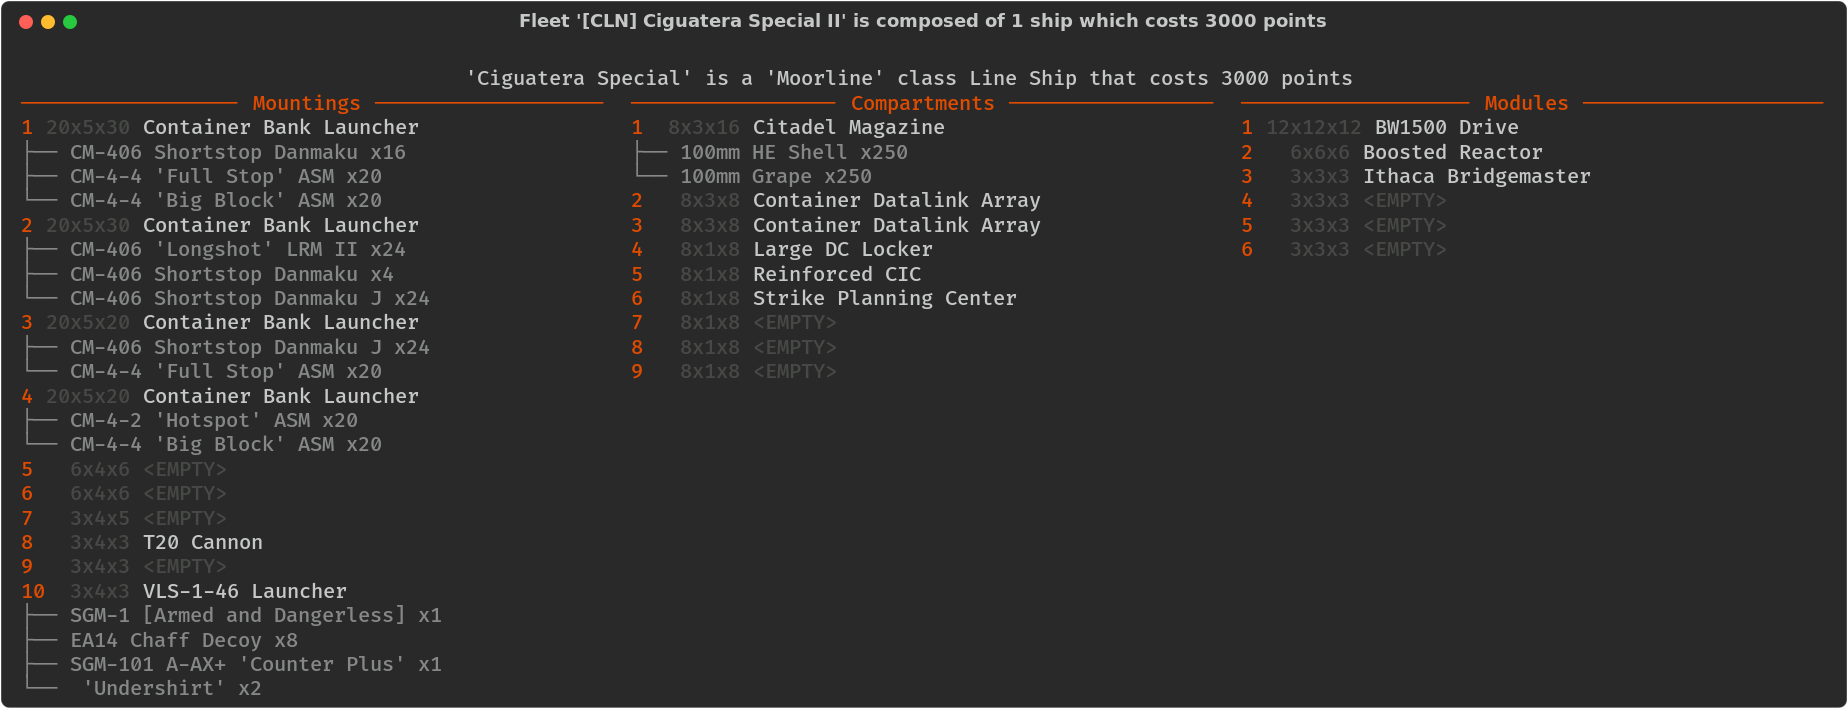 Fleet '[CLN] Ciguatera Special II' is composed of 1 ship which costs 3000 points
'Ciguatera Special' is a 'Moorline' class Line Ship that costs 3000 points
Mountings
1 20x5x30 Container Bank Launcher
CM-406 Shortstop Danmaku x16
CM-4-4 'Full Stop' ASM x20
CM-4-4 'Big Block' ASM x20
2 20x5x30 Container Bank Launcher
CM-406 'Longshot' LRM II x24
CM-406 Shortstop Danmaku x4
CM-406 Shortstop Danmaku J x24
3 20x5x20 Container Bank Launcher
CM-406 Shortstop Danmaku J x24
CM-4-4 'Full Stop' ASM x20
4 20x5x20 Container Bank Launcher
CM-4-2 'Hotspot' ASM x20
CM-4-4 'Big Block' ASM x20
5 6x4x6 <EMPTY>
6 6x4x6 <EMPTY>
7 3x4x5 <EMPTY>
8 3x4x3 T20 Cannon
9 3x4x3 <EMPTY>
10 3x4x3 VLS-1-46 Launcher
SGM-1 [Armed and Dangerless] x1
EA14 Chaff Decoy x8
SGM-101 A-AX+ 'Counter Plus' x1
'Undershirt' x2
Compartments
1 8x3x16 Citadel Magazine
100mm HE Shell x250
100mm Grape x250
2 8x3x8 Container Datalink Array
3 8x3x8 Container Datalink Array
4 8x1x8 Large DC Locker
5 8x1x8 Reinforced CIC
6 8x1x8 Strike Planning Center
7 8x1x8 <EMPTY>
8 8x1x8 <EMPTY>
9 8x1x8 <EMPTY>
Modules
1 12x12x12 BW1500 Drive
2 6x6x6 Boosted Reactor
3 3x3x3 Ithaca Bridgemaster
4 3x3x3 <EMPTY>
5 3x3x3 <EMPTY>
6 3x3x3 <EMPTY>